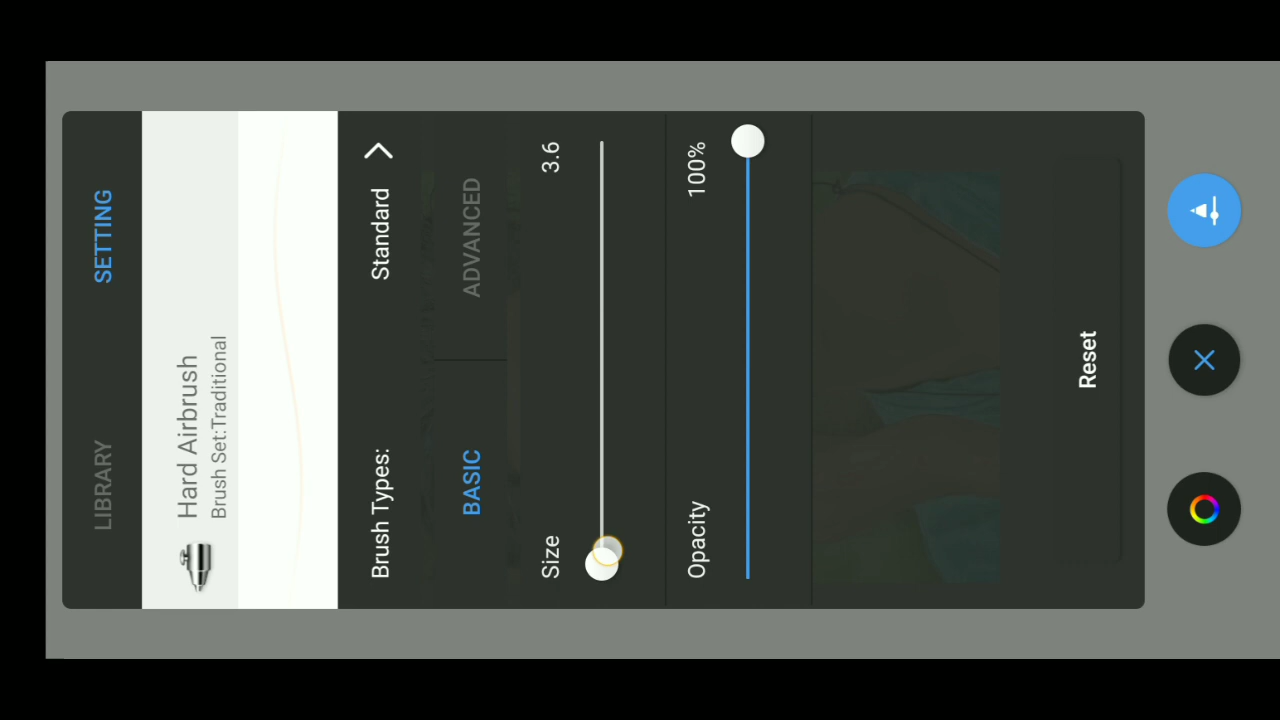 LIBRARY SETTING
Hard Airbrush
Brush Set:Traditional
Brush Types: Standard
BASIC ADVANCED
Size 3.6
Opacity 100%
Reset